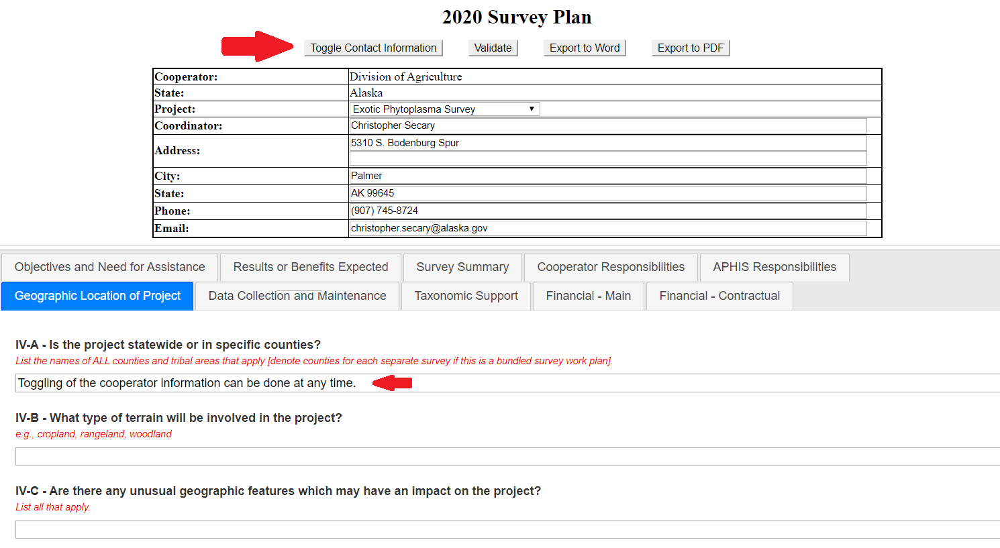 2020 Survey Plan
Toggle Contact Information Validate Export to Word Export to PDF
Cooperator: Division of Agriculture
State: Alaska
Project: Exotic Phytoplasma Survey
Coordinator: Christopher Secary
Address: 5310 S. Bodenburg Spur
City: Palmer
State: AK 99645
Phone: (907) 745-8724
Email: christopher.secary@alaska.gov
Objectives and Need for Assistance Results or Benefits Expected Survey Summary Cooperator Responsibilities APHIS Responsibilities
Geographic Location of Project Data Collection and Maintenance Taxonomic Support Financial - Main Financial - Contractual
IV-A - Is the project statewide or in specific counties?
List the names of ALL counties and tribal areas that apply [denote counties for each separate survey if this is a bundled survey work plan].
Toggling of the cooperator information can be done at any time.
IV-B - What type of terrain will be involved in the project?
e.g., cropland, rangeland, woodland
IV-C - Are there any unusual geographic features which may have an impact on the project?
List all that apply.